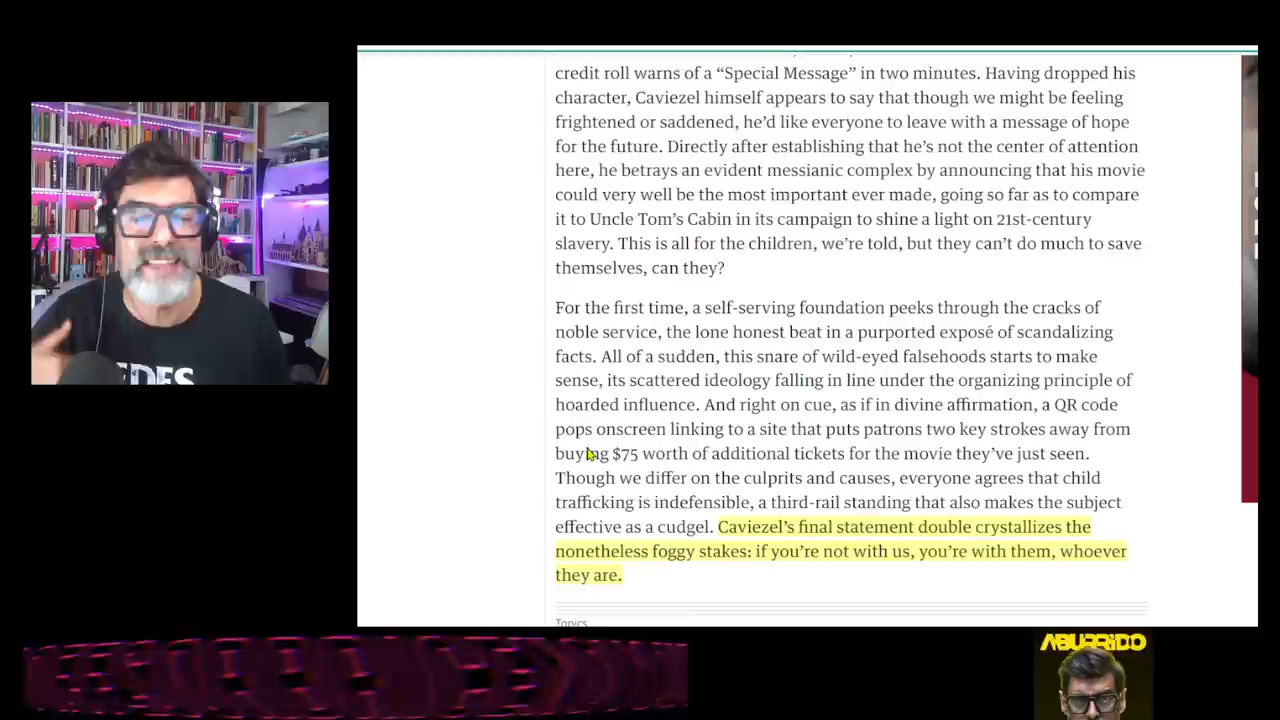 credit roll warns of a “Special Message” in two minutes. Having dropped his
character, Caviezel himself appears to say that though we might be feeling
frightened or saddened, he’d like everyone to leave with a message of hope
for the future. Directly after establishing that he’s not the center of attention
here, he betrays an evident messianic complex by announcing that his movie
could very well be the most important ever made, going so far as to compare
it to Uncle Tom’s Cabin in its campaign to shine a light on 21st-century
slavery. This is all for the children, we’re told, but they can’t do much to save
themselves, can they?
For the first time, a self-serving foundation peeks through the cracks of
noble service, the lone honest beat in a purported exposé of scandalizing
facts. All of a sudden, this snare of wild-eyed falsehoods starts to make
sense, its scattered ideology falling in line under the organizing principle of
hoarded influence. And right on cue, as if in divine affirmation, a QR code
pops onscreen linking to a site that puts patrons two key strokes away from
buying $75 worth of additional tickets for the movie they’ve just seen.
Though we differ on the culprits and causes, everyone agrees that child
trafficking is indefensible, a third-rail standing that also makes the subject
effective as a cudgel. Caviezel’s final statement double crystallizes the
nonetheless foggy stakes: if you’re not with us, you’re with them, whoever
they are.
Topics
ABURRIDO